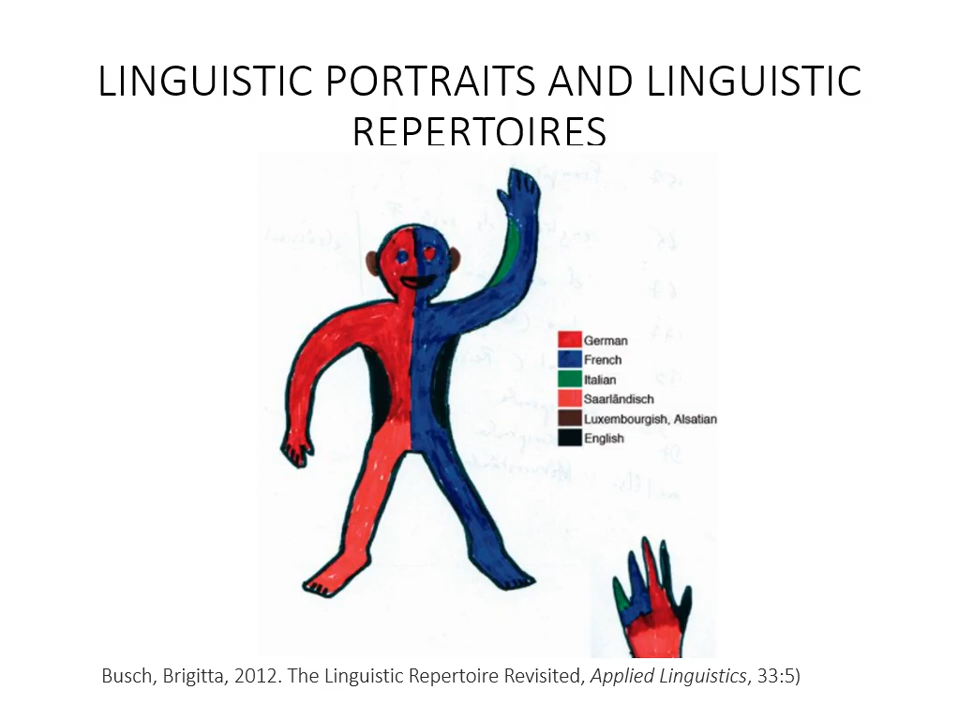 LINGUISTIC PORTRAITS AND LINGUISTIC
REPERTOIRES
German
French
Italian
Saarländisch
Luxembourgish, Alsatian
English
Busch, Brigitta, 2012. The Linguistic Repertoire Revisited, Applied Linguistics, 33:5)